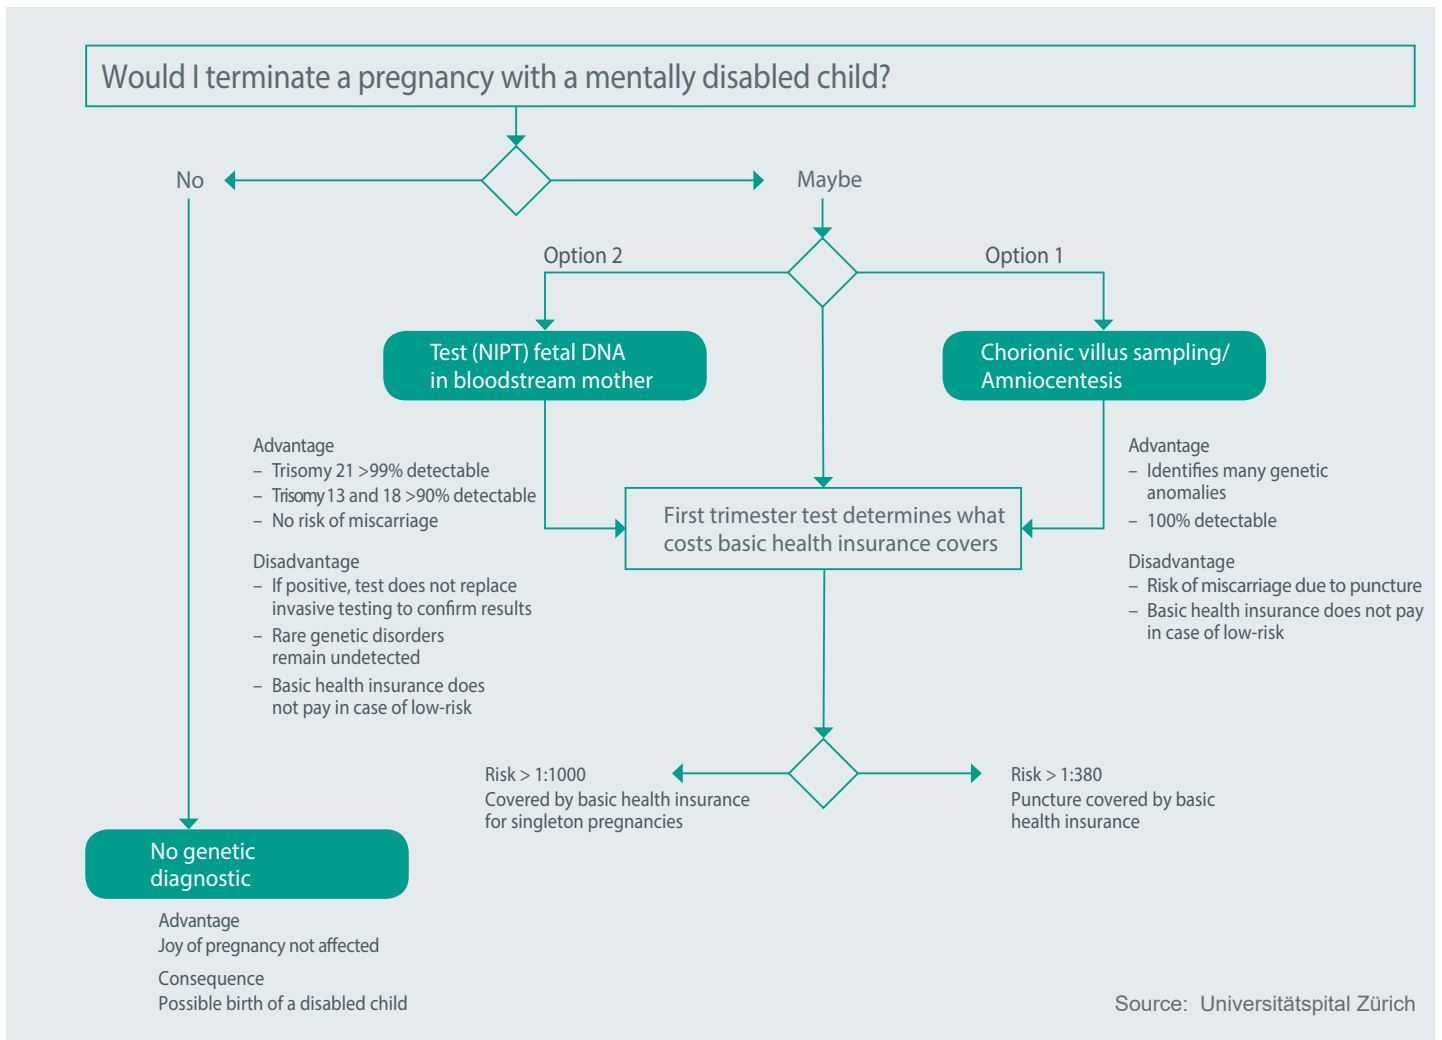 Would I terminate a pregnancy with a mentally disabled child?
No
Maybe
Option 2
Option 1
Test (NIPT) fetal DNA
in bloodstream mother
Chorionic villus sampling/
Amniocentesis
Advantage
– Trisomy 21 >99% detectable
– Trisomy 13 and 18 >90% detectable
– No risk of miscarriage
Disadvantage
– If positive, test does not replace
invasive testing to confirm results
– Rare genetic disorders
remain undetected
– Basic health insurance does
not pay in case of low-risk
First trimester test determines what
costs basic health insurance covers
Advantage
– Identifies many genetic
anomalies
– 100% detectable
Disadvantage
– Risk of miscarriage due to puncture
– Basic health insurance does not pay
in case of low-risk
Risk > 1:1000
Covered by basic health insurance
for singleton pregnancies
Risk > 1:380
Puncture covered by basic
health insurance
No genetic
diagnostic
Advantage
Joy of pregnancy not affected
Consequence
Possible birth of a disabled child
Source: Universitätspital Zürich